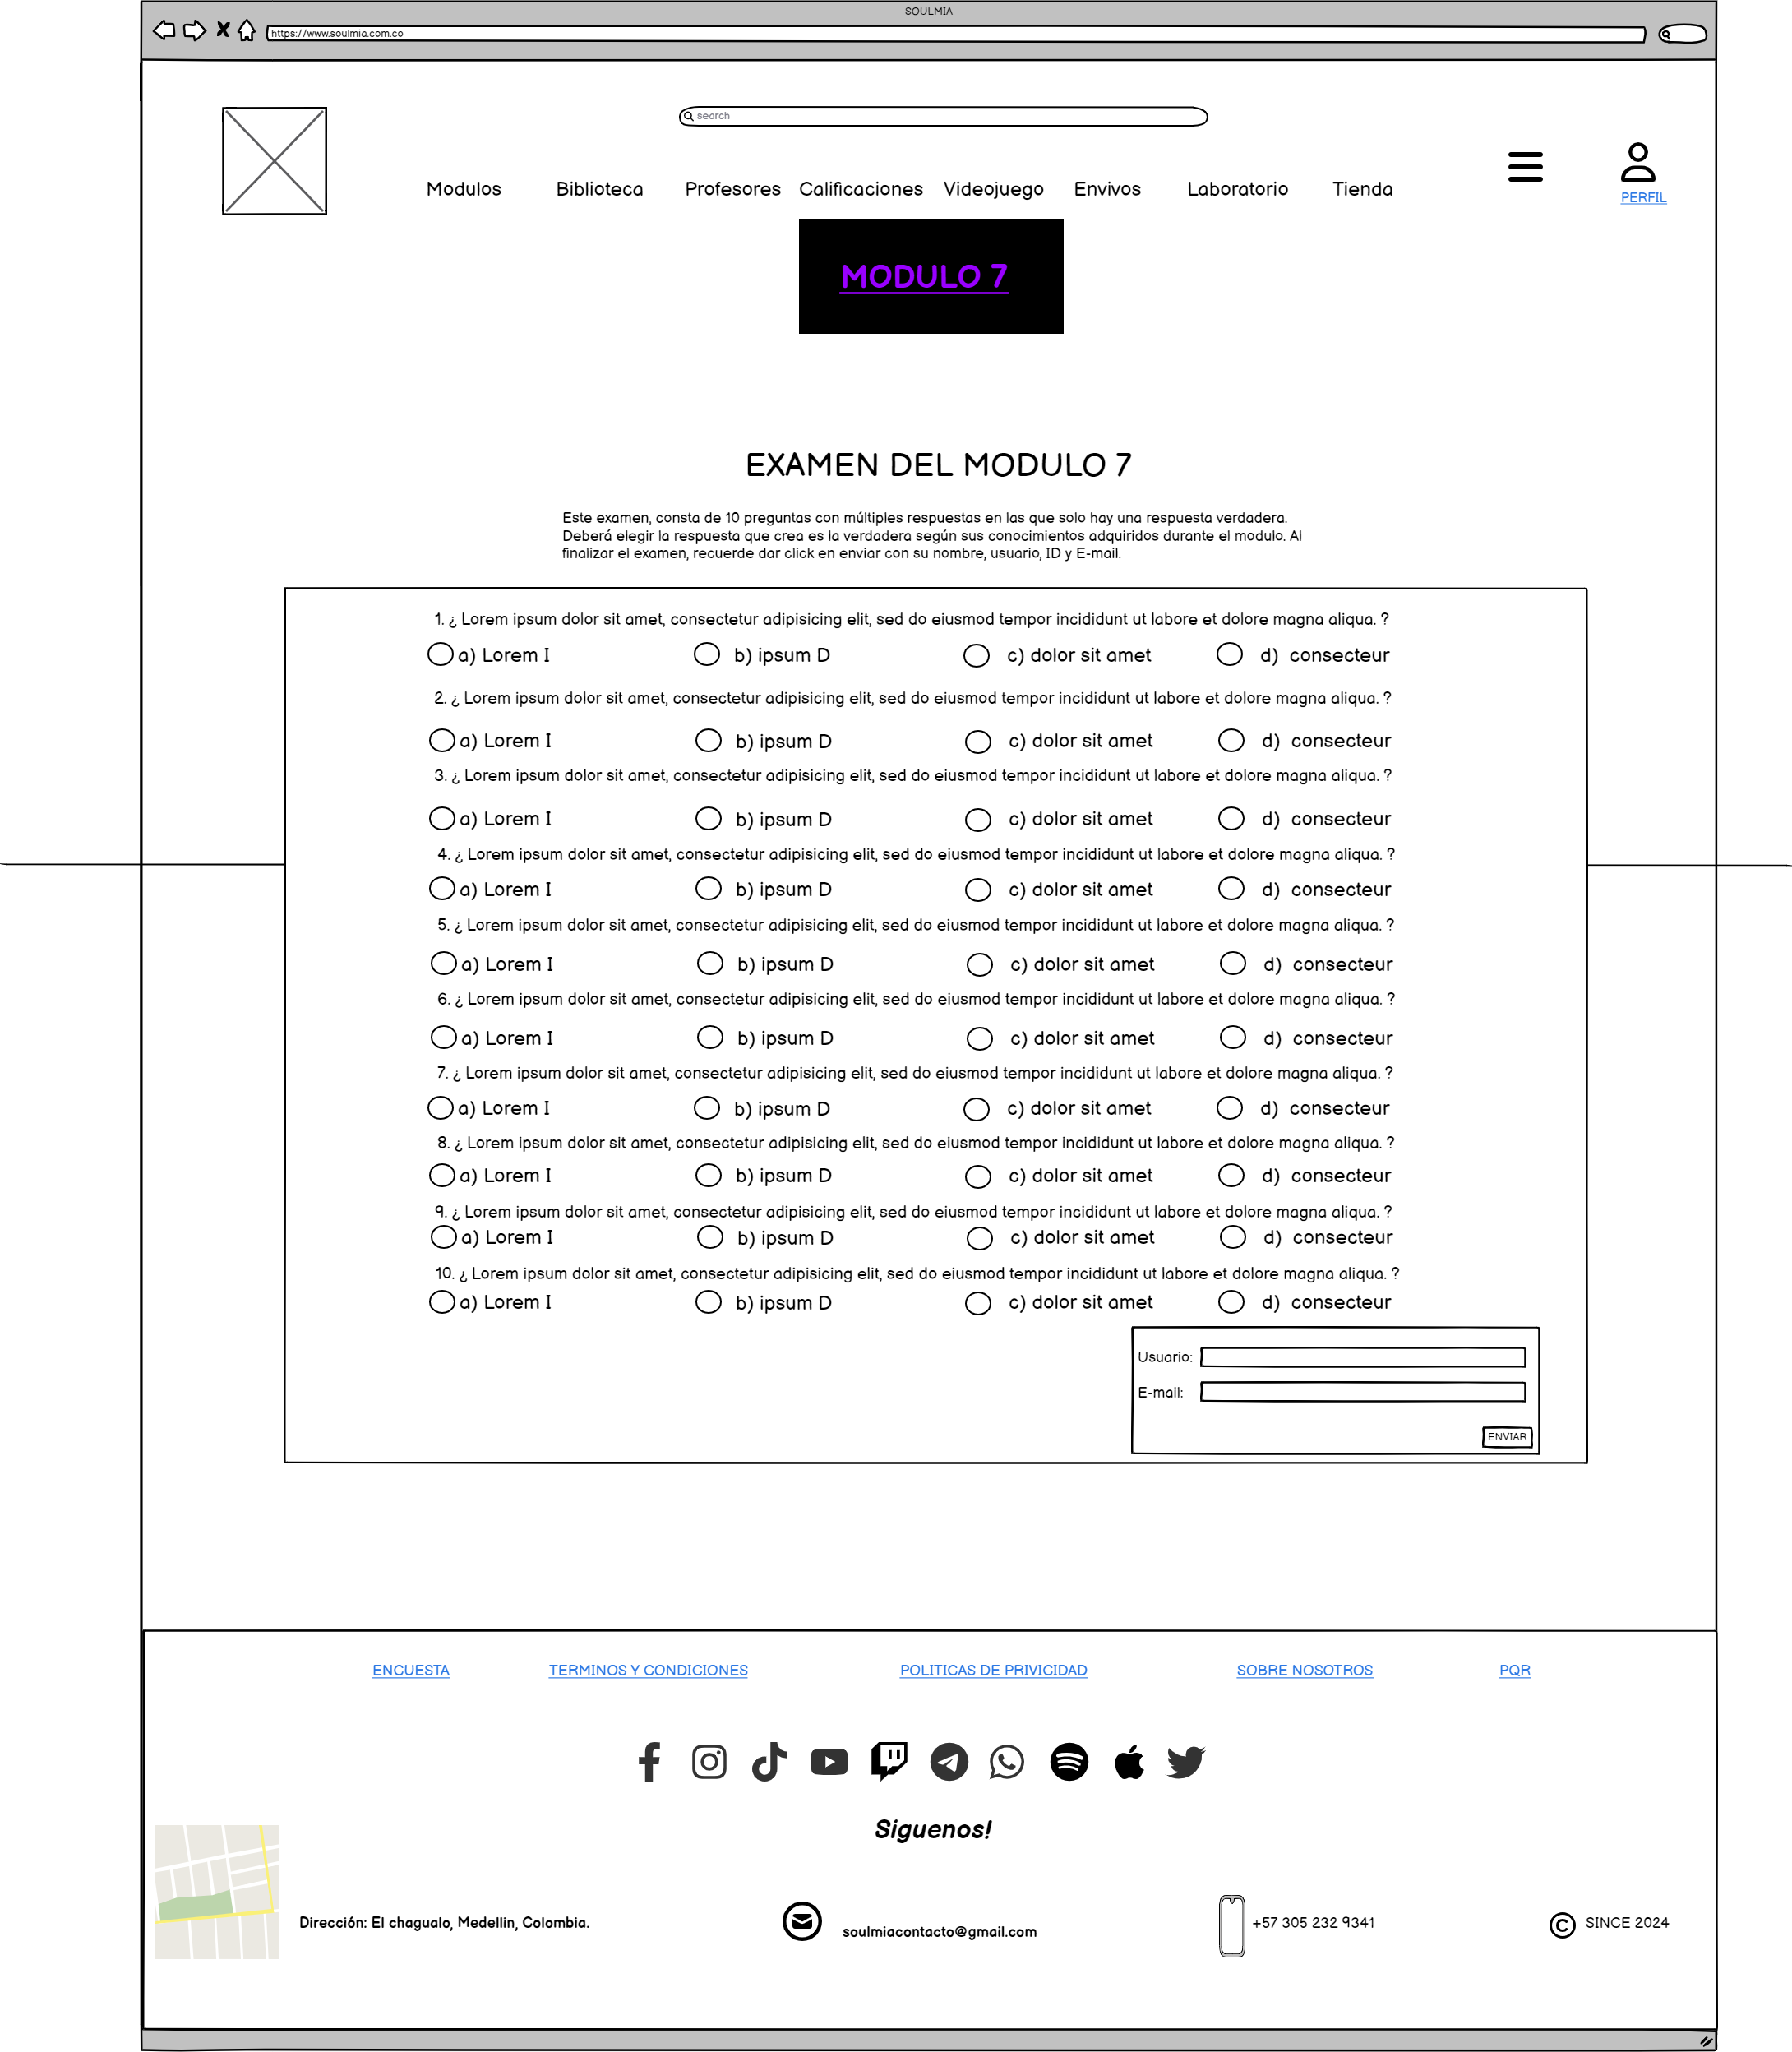 SOULMIA
https://www.soulmia.com.co
search
Modulos Biblioteca Profesores Calificaciones Videojuego Envivos Laboratorio Tienda
PERFIL
MODULO 7
EXAMEN DEL MODULO 7
Este examen, consta de 10 preguntas con múltiples respuestas en las que solo hay una respuesta verdadera.
Deberá elegir la respuesta que crea es la verdadera según sus conocimientos adquiridos durante el modulo. Al
finalizar el examen, recuerde dar click en enviar con su nombre, usuario, ID y E-mail.
1. ¿ Lorem ipsum dolor sit amet, consectetur adipisicing elit, sed do eiusmod tempor incididunt ut labore et dolore magna aliqua. ?
a) Lorem I b) ipsum D c) dolor sit amet d) consecteur
2. ¿ Lorem ipsum dolor sit amet, consectetur adipisicing elit, sed do eiusmod tempor incididunt ut labore et dolore magna aliqua. ?
a) Lorem I b) ipsum D c) dolor sit amet d) consecteur
3. ¿ Lorem ipsum dolor sit amet, consectetur adipisicing elit, sed do eiusmod tempor incididunt ut labore et dolore magna aliqua. ?
a) Lorem I b) ipsum D c) dolor sit amet d) consecteur
4. ¿ Lorem ipsum dolor sit amet, consectetur adipisicing elit, sed do eiusmod tempor incididunt ut labore et dolore magna aliqua. ?
a) Lorem I b) ipsum D c) dolor sit amet d) consecteur
5. ¿ Lorem ipsum dolor sit amet, consectetur adipisicing elit, sed do eiusmod tempor incididunt ut labore et dolore magna aliqua. ?
a) Lorem I b) ipsum D c) dolor sit amet d) consecteur
6. ¿ Lorem ipsum dolor sit amet, consectetur adipisicing elit, sed do eiusmod tempor incididunt ut labore et dolore magna aliqua. ?
a) Lorem I b) ipsum D c) dolor sit amet d) consecteur
7. ¿ Lorem ipsum dolor sit amet, consectetur adipisicing elit, sed do eiusmod tempor incididunt ut labore et dolore magna aliqua. ?
a) Lorem I b) ipsum D c) dolor sit amet d) consecteur
8. ¿ Lorem ipsum dolor sit amet, consectetur adipisicing elit, sed do eiusmod tempor incididunt ut labore et dolore magna aliqua. ?
a) Lorem I b) ipsum D c) dolor sit amet d) consecteur
9. ¿ Lorem ipsum dolor sit amet, consectetur adipisicing elit, sed do eiusmod tempor incididunt ut labore et dolore magna aliqua. ?
a) Lorem I b) ipsum D c) dolor sit amet d) consecteur
10. ¿ Lorem ipsum dolor sit amet, consectetur adipisicing elit, sed do eiusmod tempor incididunt ut labore et dolore magna aliqua. ?
a) Lorem I b) ipsum D c) dolor sit amet d) consecteur
Usuario:
E-mail:
ENVIAR
ENCUESTA TERMINOS Y CONDICIONES POLITICAS DE PRIVICIDAD SOBRE NOSOTROS PQR
Siguenos!
Dirección: El chagualo, Medellin, Colombia. soulmiacontacto@gmail.com +57 305 232 9341 © SINCE 2024